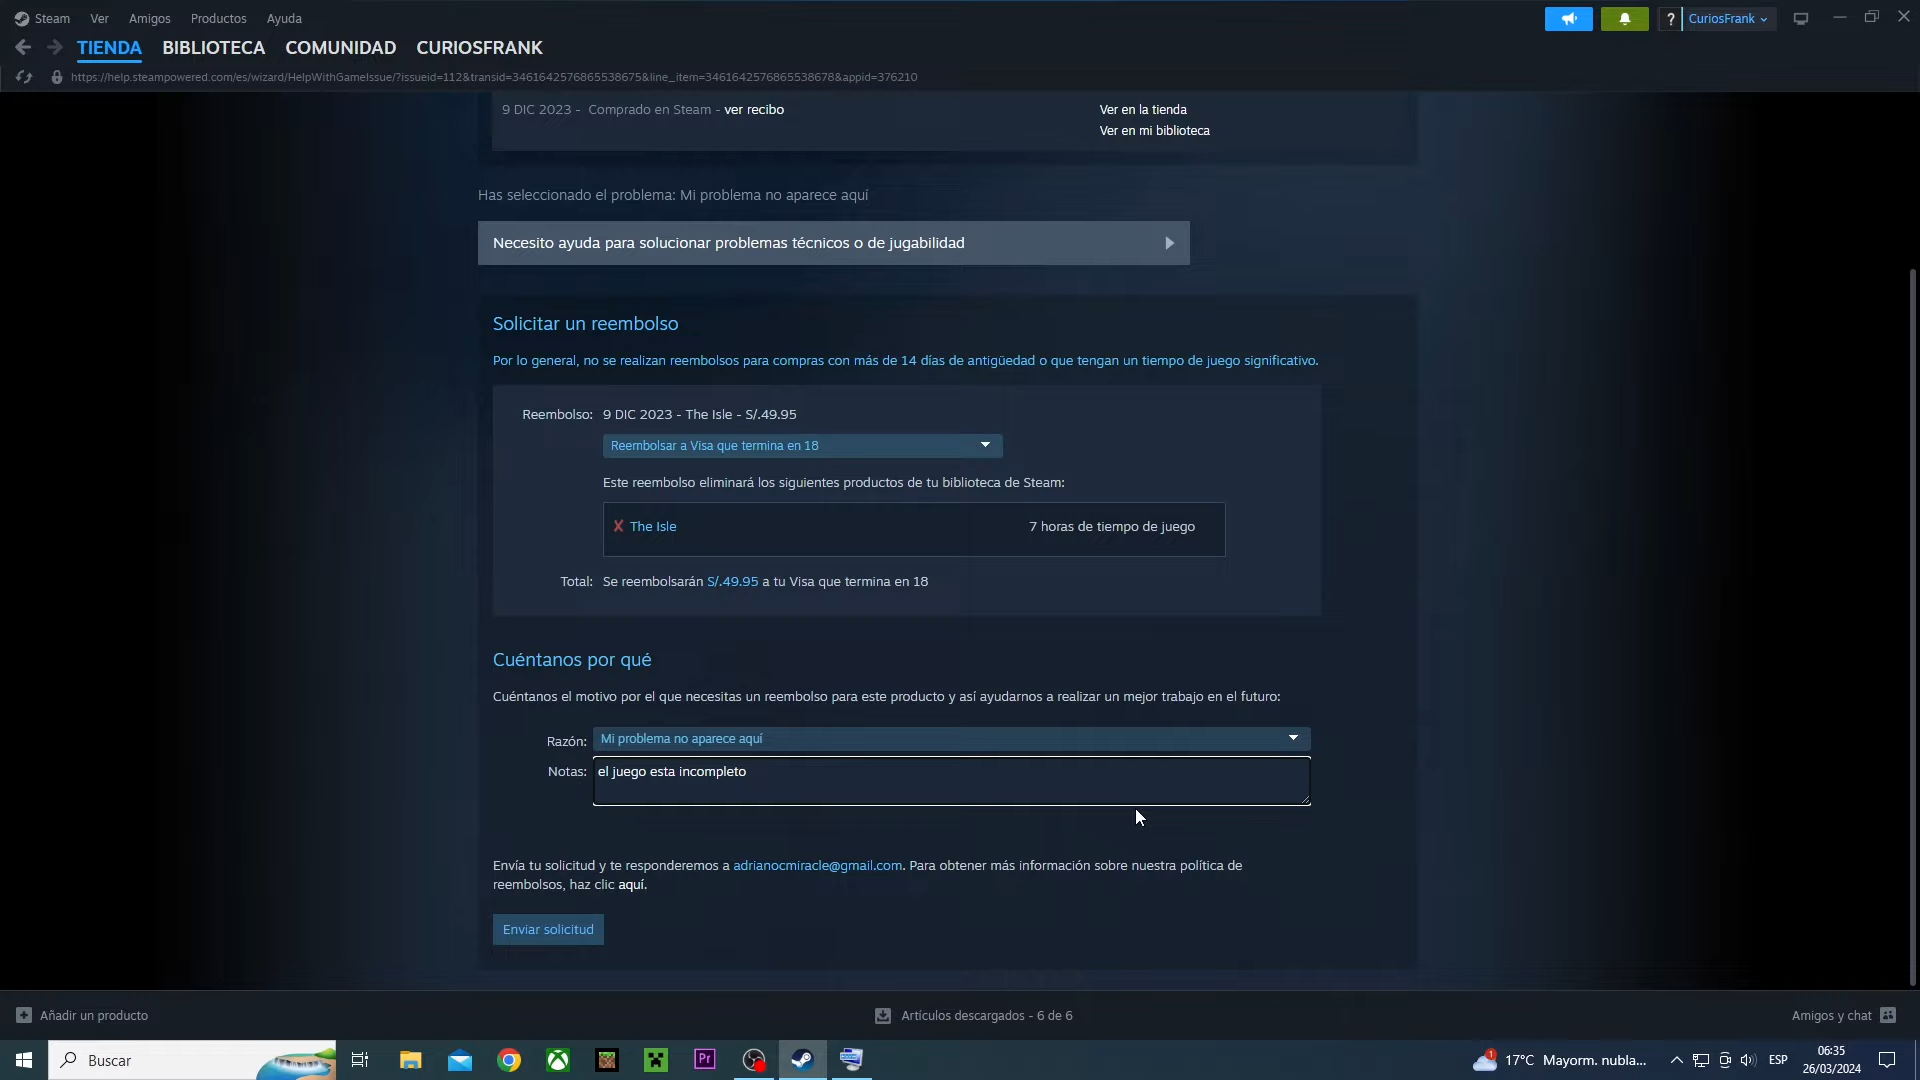 Steam Ver Amigos Productos Ayuda
? CuriosFrank
TIENDA BIBLIOTECA COMUNIDAD CURIOSFRANK
https://help.steampowered.com/es/wizard/HelpWithGameIssue/?issueid=112&transid=3461642576865538675&line_item=3461642576865538678&appid=376210
9 DIC 2023 - Comprado en Steam - ver recibo
Ver en la tienda
Ver en mi biblioteca
Has seleccionado el problema: Mi problema no aparece aquí
Necesito ayuda para solucionar problemas técnicos o de jugabilidad
Solicitar un reembolso
Por lo general, no se realizan reembolsos para compras con más de 14 días de antigüedad o que tengan un tiempo de juego significativo.
Reembolso: 9 DIC 2023 - The Isle - S/.49.95
Reembolsar a Visa que termina en 18
Este reembolso eliminará los siguientes productos de tu biblioteca de Steam:
X The Isle 7 horas de tiempo de juego
Total: Se reembolsarán S/.49.95 a tu Visa que termina en 18
Cuéntanos por qué
Cuéntanos el motivo por el que necesitas un reembolso para este producto y así ayudarnos a realizar un mejor trabajo en el futuro:
Razón: Mi problema no aparece aquí
Notas: el juego esta incompleto
Envía tu solicitud y te responderemos a adrianocmiracle@gmail.com. Para obtener más información sobre nuestra política de
reembolsos, haz clic aquí.
Enviar solicitud
Añadir un producto
Artículos descargados - 6 de 6
Amigos y chat
Buscar
Pr
1
17°C Mayorm. nubla...
ESP
06:35
26/03/2024